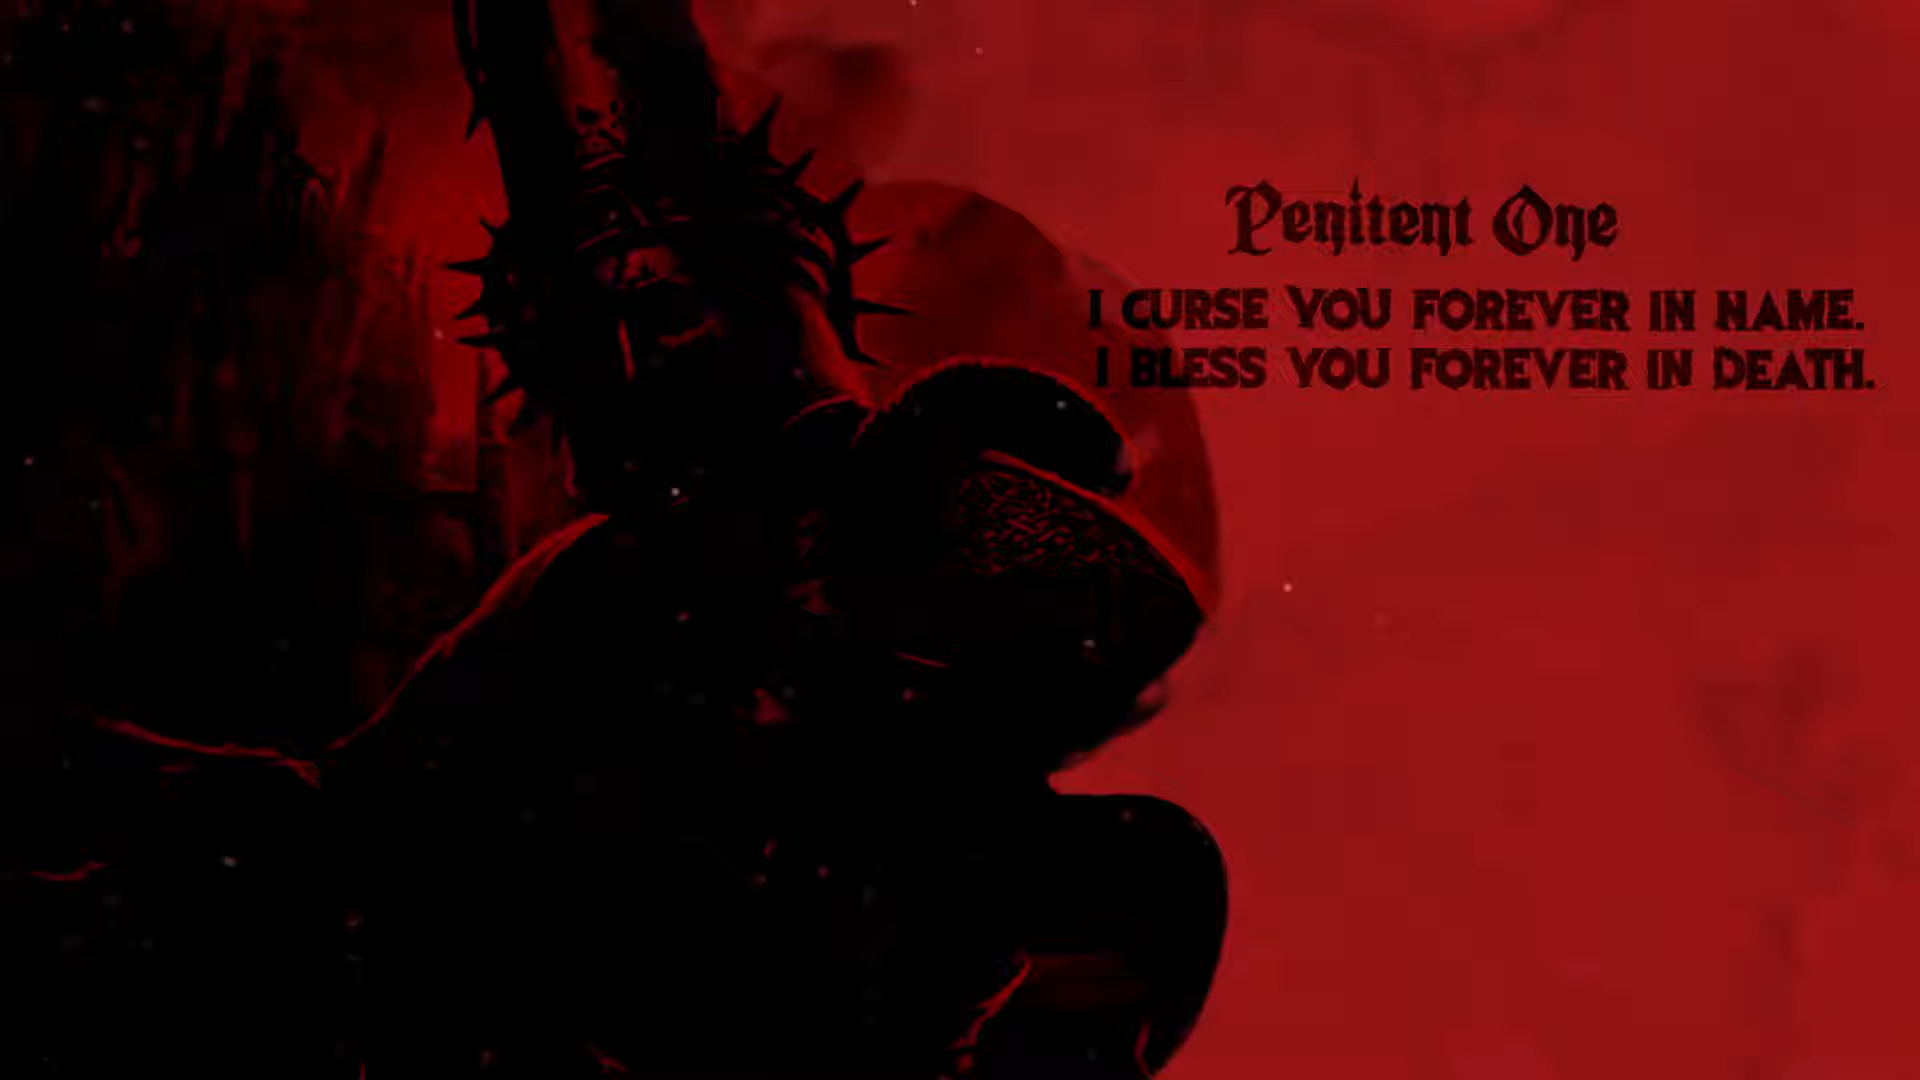 Penitent One
I CURSE YOU FOREVER IN NAME.
I BLESS YOU FOREVER IN DEATH.